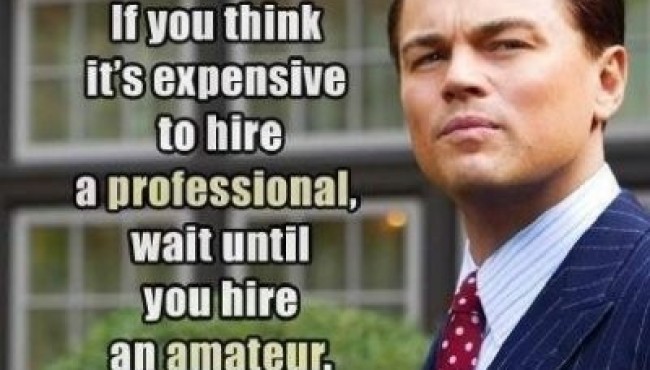 If you think
it's expensive
to hire
a professional,
wait until
you hire
an amateur.